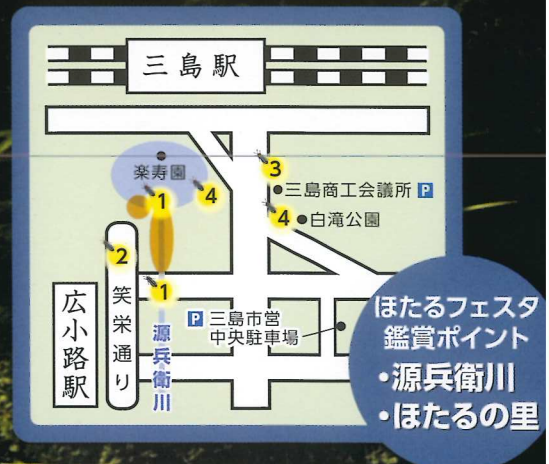 三島駅
楽寿園
3
三島商工会議所 P
1
4
4
白滝公園
2
1
笑栄通り
広小路駅
源兵衛川
P 三島市営
中央駐車場
ほたるフェスタ
鑑賞ポイント
・源兵衛川
・ほたるの里